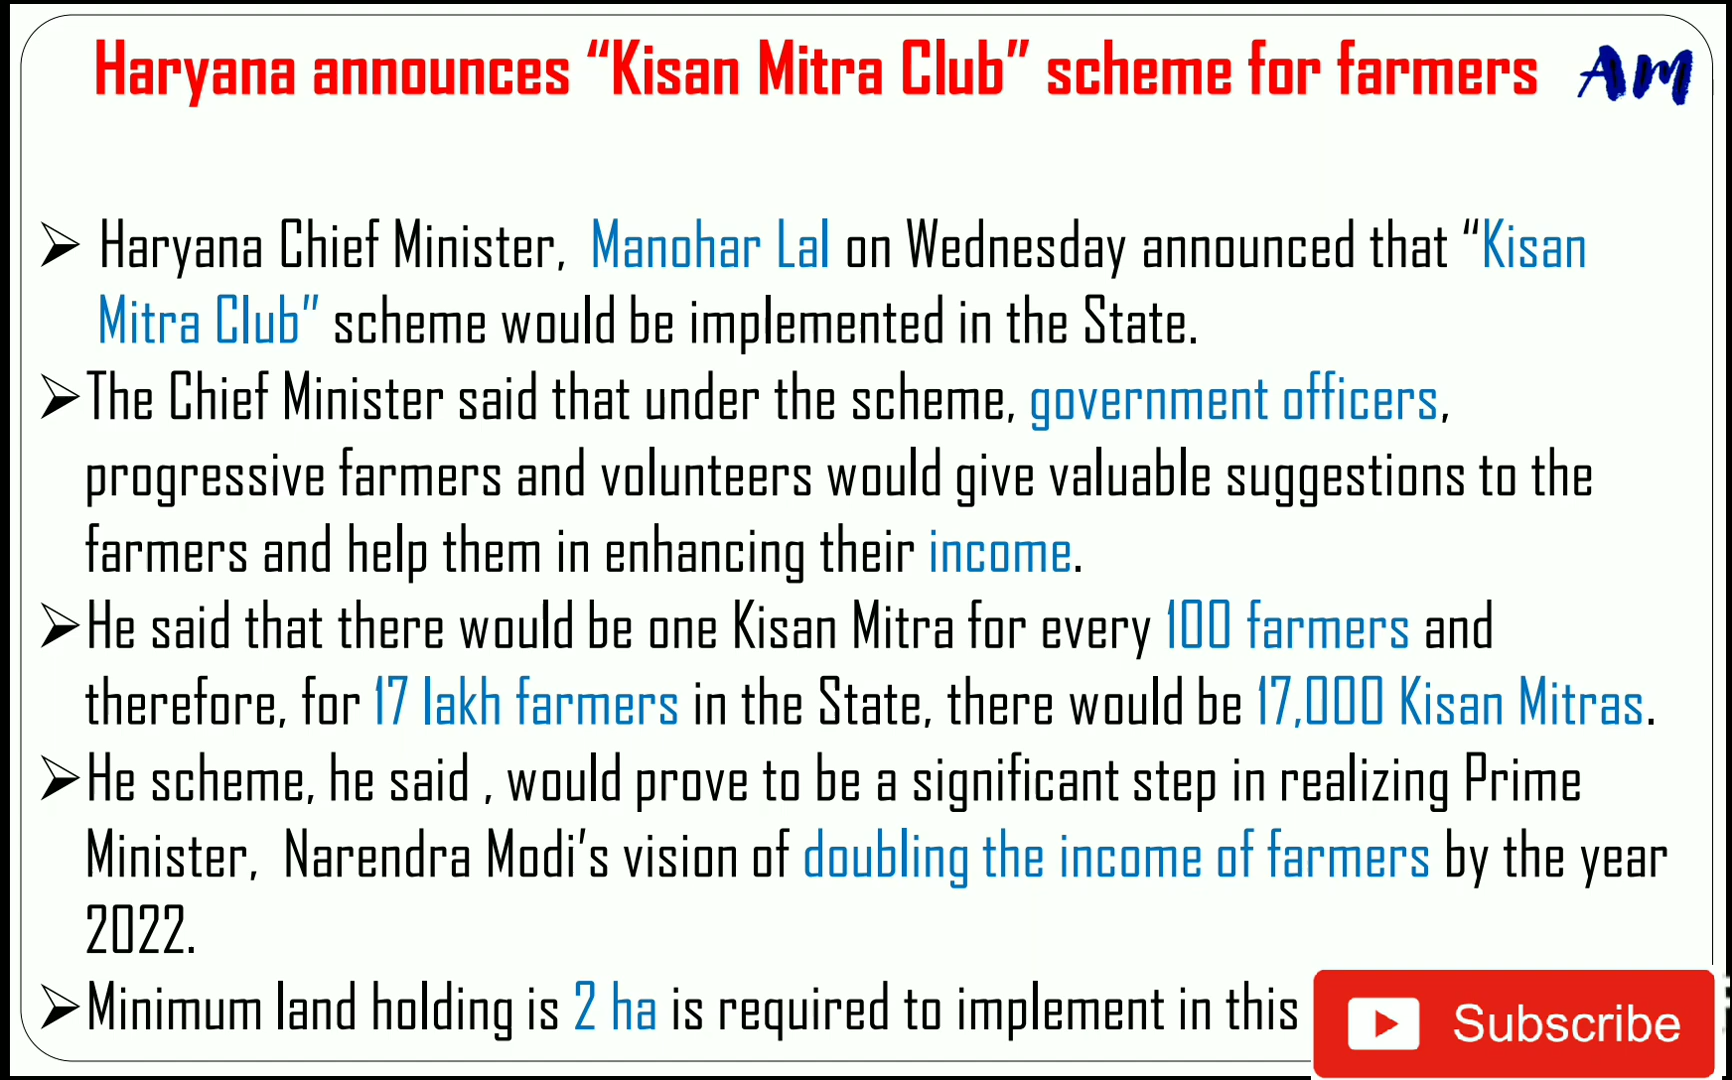 Haryana announces “Kisan Mitra Club” scheme for farmers
AM
Haryana Chief Minister, Manohar Lal on Wednesday announced that “Kisan
Mitra Club” scheme would be implemented in the State.
The Chief Minister said that under the scheme, government officers,
progressive farmers and volunteers would give valuable suggestions to the
farmers and help them in enhancing their income.
He said that there would be one Kisan Mitra for every 100 farmers and
therefore, for 17 lakh farmers in the State, there would be 17,000 Kisan Mitras.
He scheme, he said , would prove to be a significant step in realizing Prime
Minister, Narendra Modi’s vision of doubling the income of farmers by the year
2022.
Minimum land holding is 2 ha is required to implement in this
Subscribe